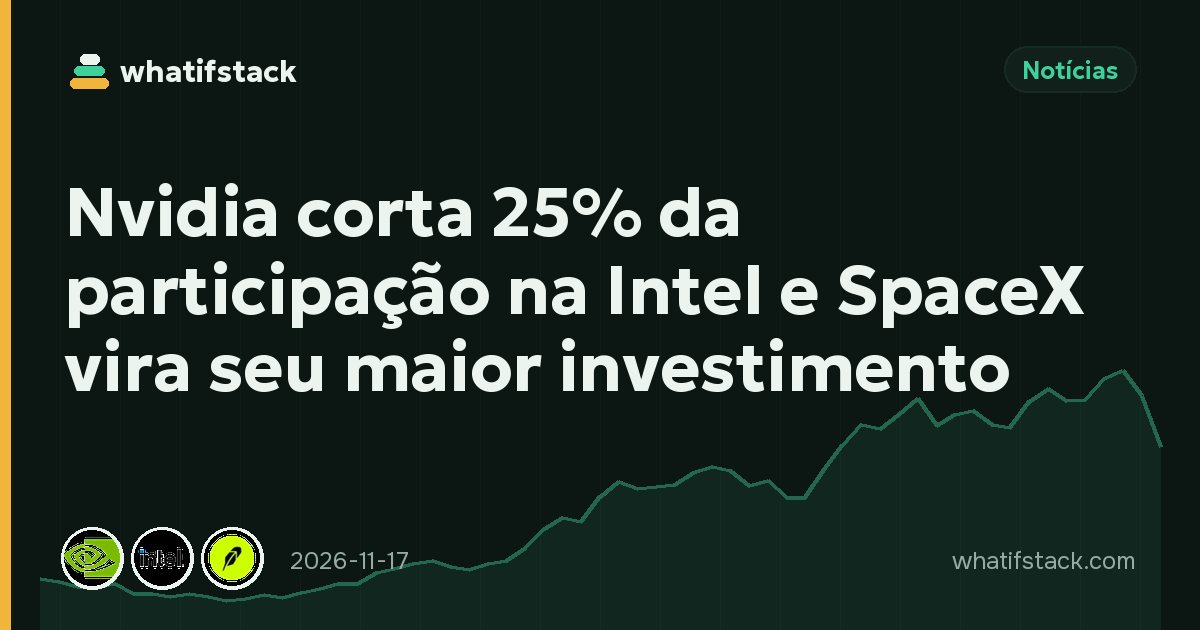 whatifstack
Notícias
Nvidia corta 25% da
participação na Intel e SpaceX
vira seu maior investimento
intel
2026-11-17
whatifstack.com